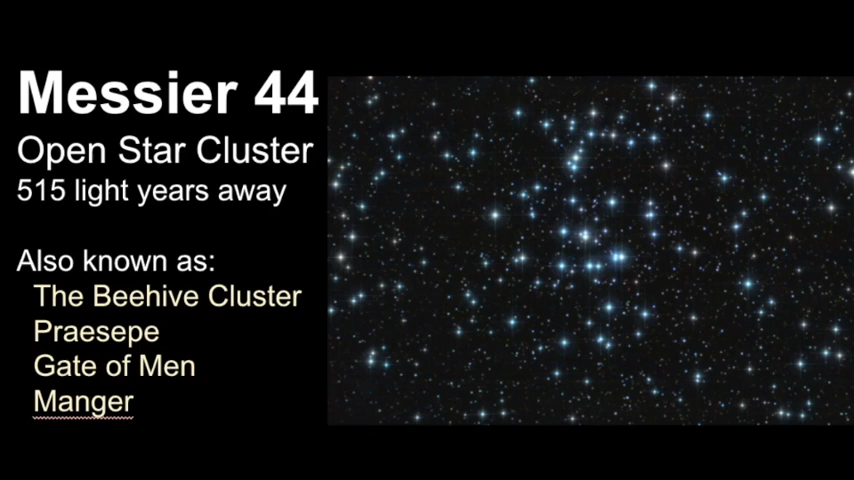 Messier 44
Open Star Cluster
515 light years away
Also known as:
The Beehive Cluster
Praesepe
Gate of Men
Manger